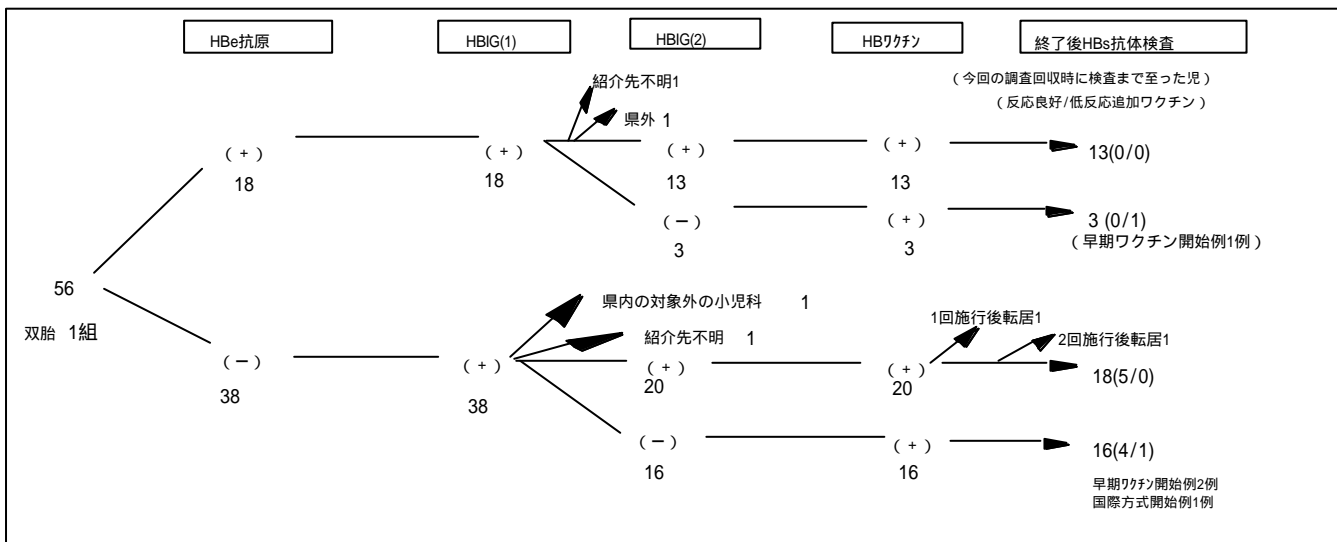 HBe抗原
HBIG(1)
HBIG(2)
HBワクチン
終了後HBs抗体検査
(今回の調査回収時に検査まで至った児)
(反応良好/低反応追加ワクチン)
紹介先不明1
県外 1
(+)
18
(+)
18
(+)
13
(+)
13
13(0/0)
(-)
3
(+)
3
3 (0/1)
(早期ワクチン開始例1例)
56
双胎 1組
県内の対象外の小児科 1
紹介先不明 1
1回施行後転居1
2回施行後転居1
(-)
38
(+)
38
(+)
20
(+)
20
18(5/0)
(-)
16
(+)
16
16(4/1)
早期ワクチン開始例2例
国際方式開始例1例